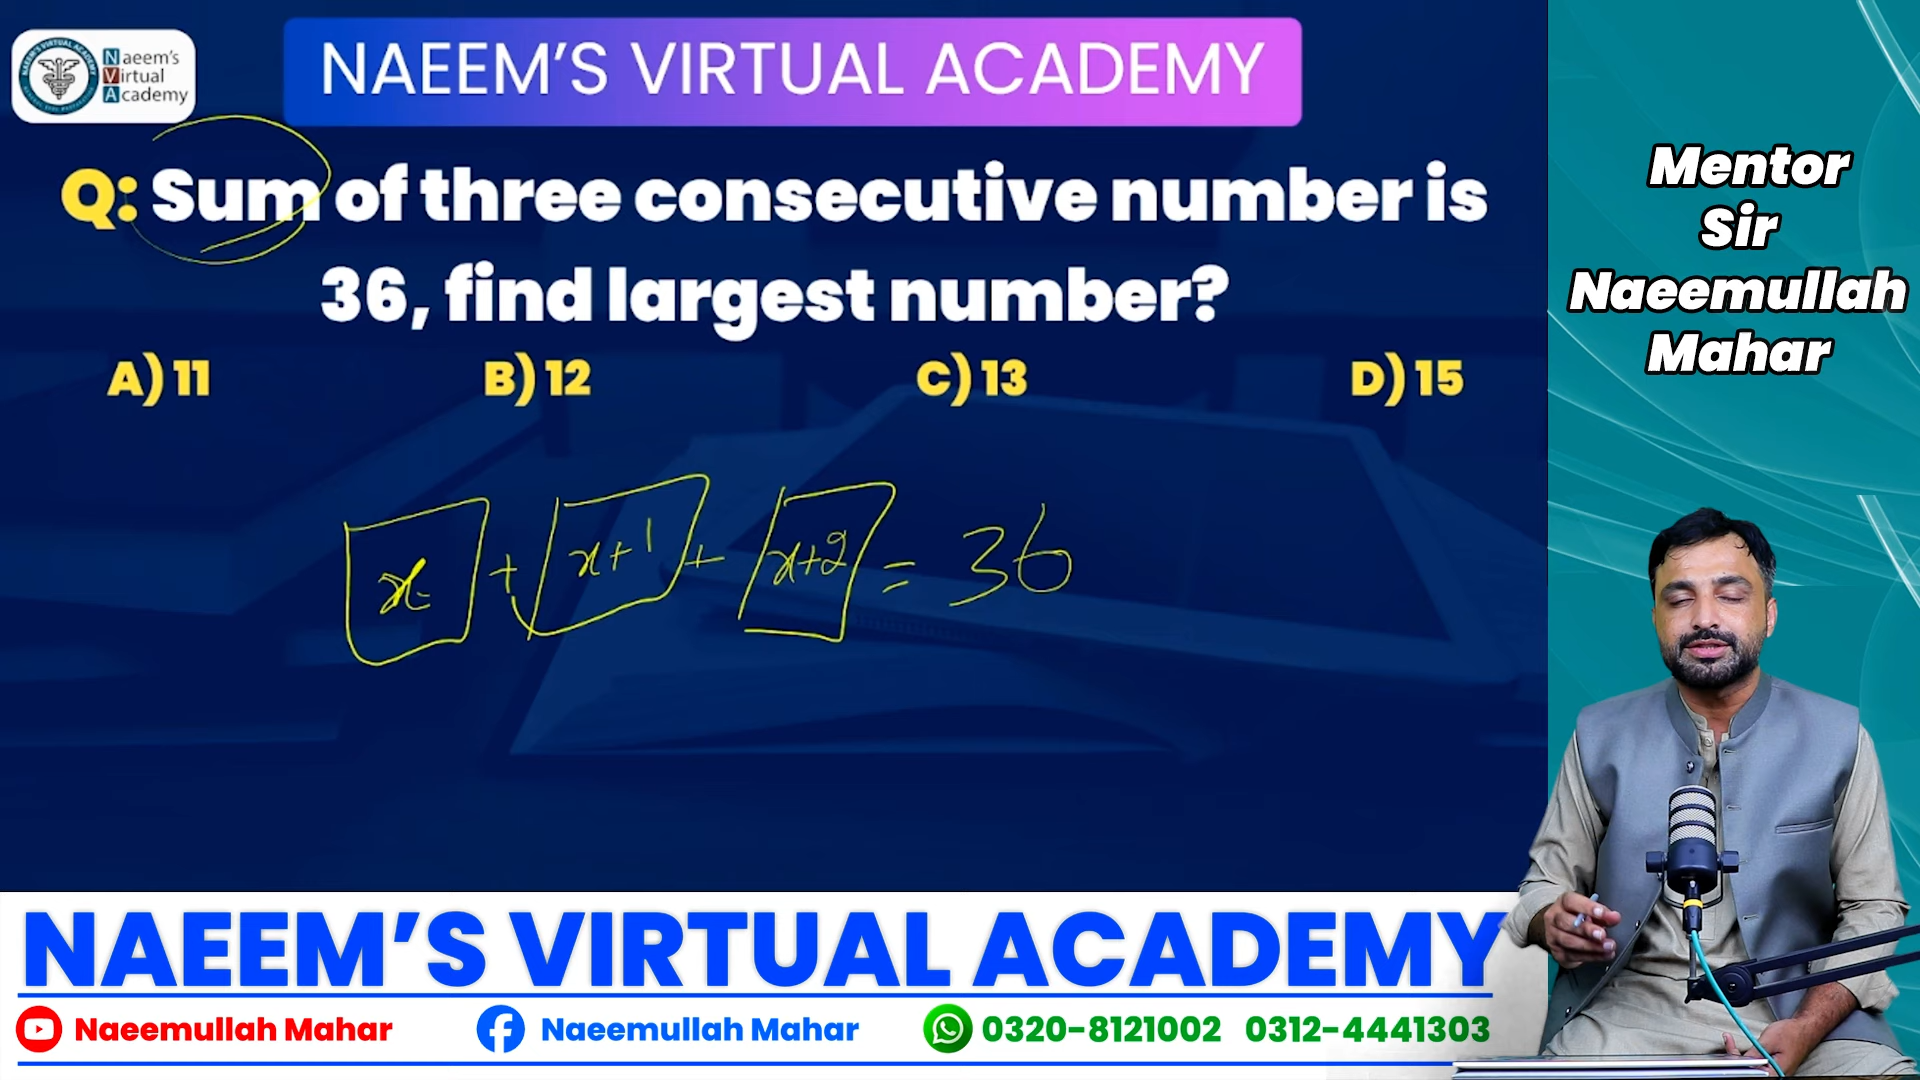 Naeem's
Virtual
Academy
NAEEM'S VIRTUAL ACADEMY
Q: Sum of three consecutive number is
36, find largest number?
A) 11 B) 12 C) 13 D) 15
x + x+1 + x+2 = 36
Mentor
Sir
Naeemullah
Mahar
NAEEM'S VIRTUAL ACADEMY
Naeemullah Mahar Naeemullah Mahar 0320-8121002 0312-4441303